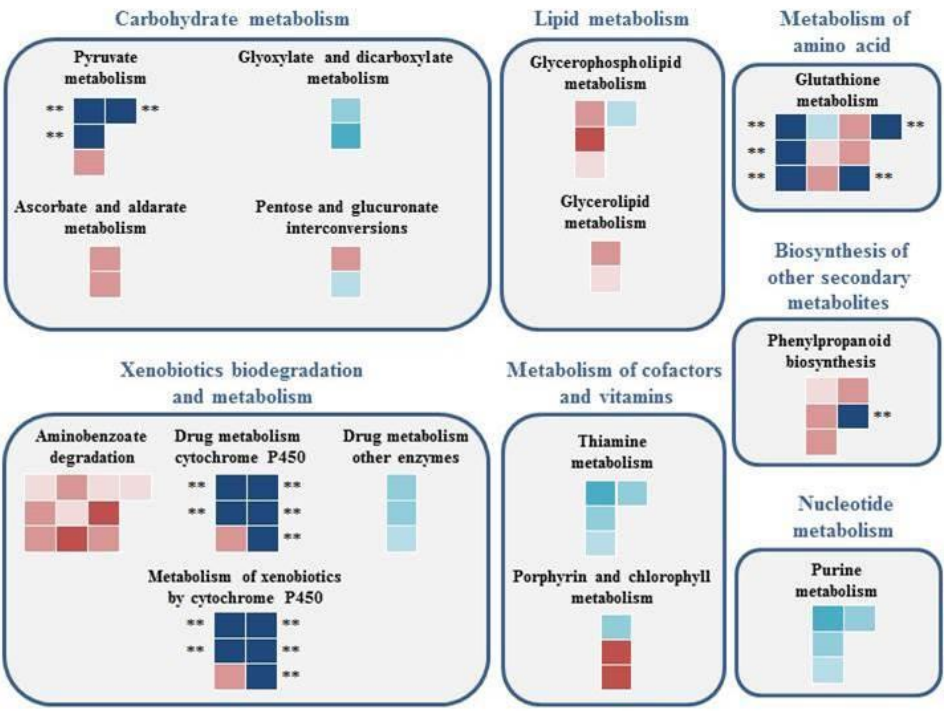 Carbohydrate metabolism
Pyruvate
metabolism
** **
**
Glyoxylate and dicarboxylate
metabolism
Ascorbate and aldarate
metabolism
Pentose and glucuronate
interconversions
Lipid metabolism
Glycerophospholipid
metabolism
Glycerolipid
metabolism
Metabolism of
amino acid
Glutathione
metabolism
** **
**
** **
Biosynthesis of
other secondary
metabolites
Phenylpropanoid
biosynthesis
**
Xenobiotics biodegradation
and metabolism
Aminobenzoate
degradation
Drug metabolism
cytochrome P450
** **
** **
**
Drug metabolism
other enzymes
Metabolism of xenobiotics
by cytochrome P450
** **
** **
**
Metabolism of cofactors
and vitamins
Thiamine
metabolism
Porphyrin and chlorophyll
metabolism
Nucleotide
metabolism
Purine
metabolism